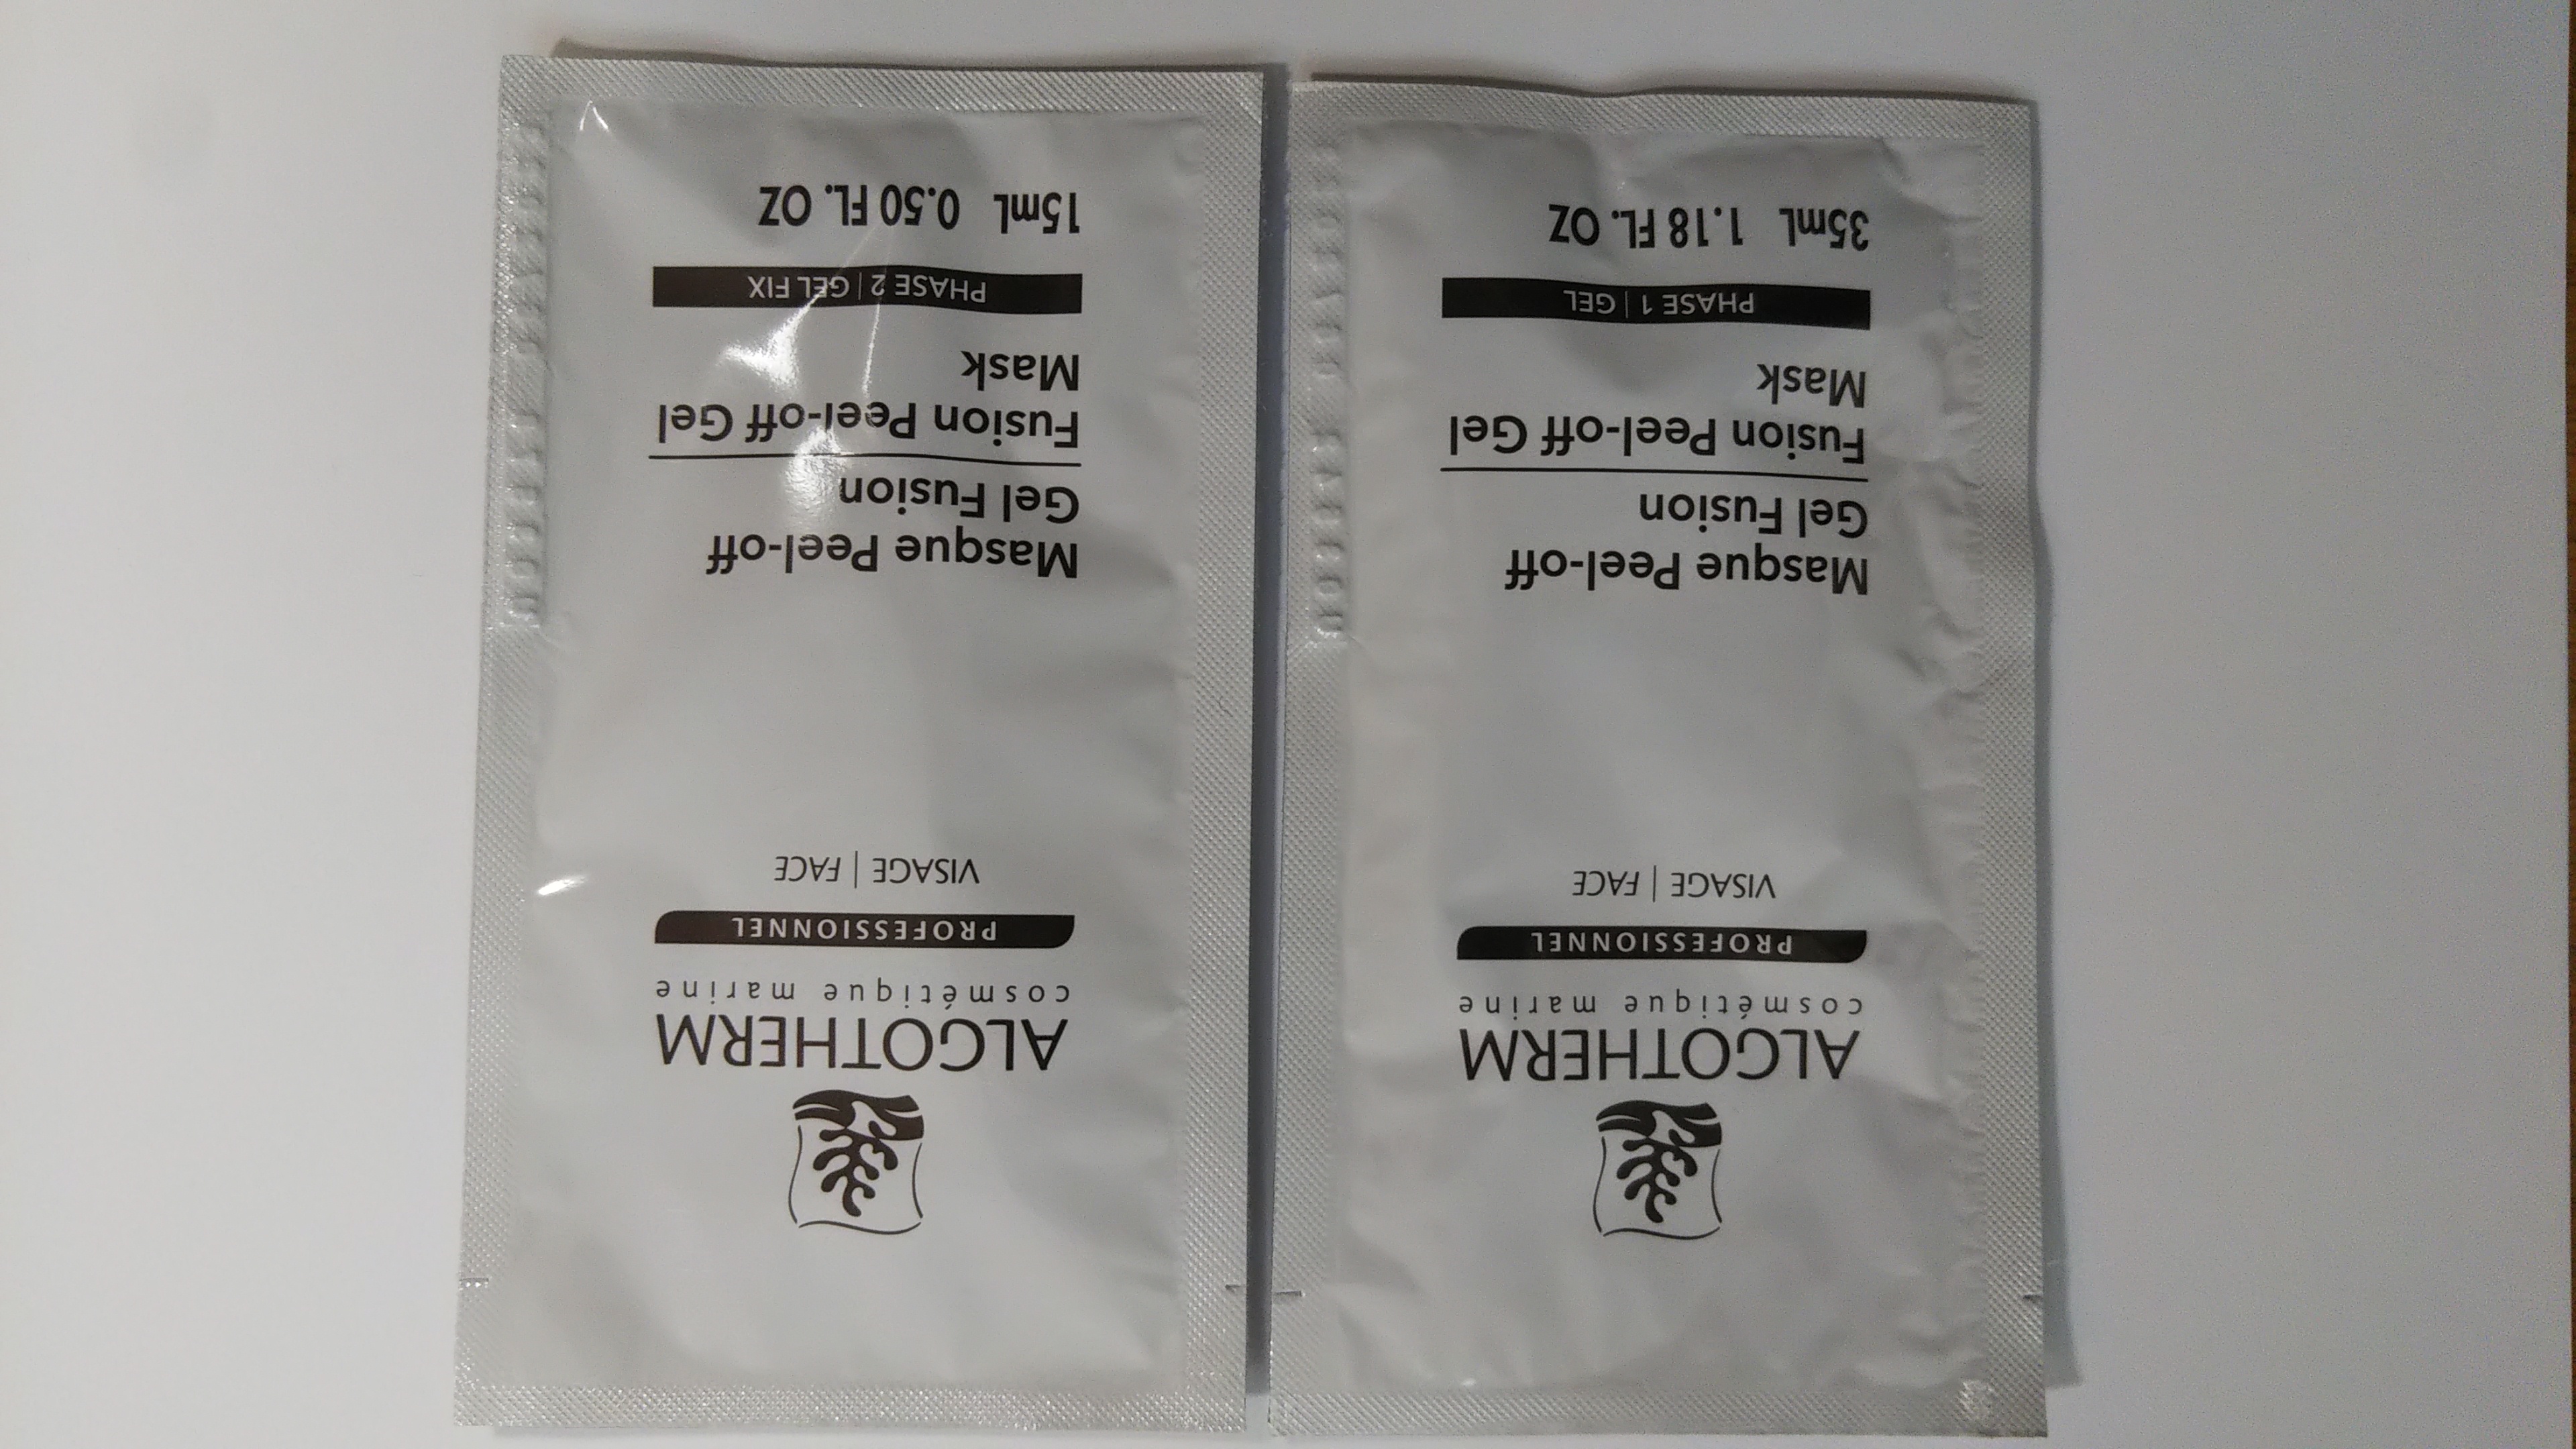 ALGOTHERM
cosmétique marine
PROFESSIONNEL
VISAGE | FACE
Masque Peel-off
Gel Fusion
Fusion Peel-off Gel
Mask
PHASE 1 | GEL
35mL 1.18 FL. OZ
ALGOTHERM
cosmétique marine
PROFESSIONNEL
VISAGE | FACE
Masque Peel-off
Gel Fusion
Fusion Peel-off Gel
Mask
PHASE 2 | GEL FIX
15mL 0.50 FL. OZ